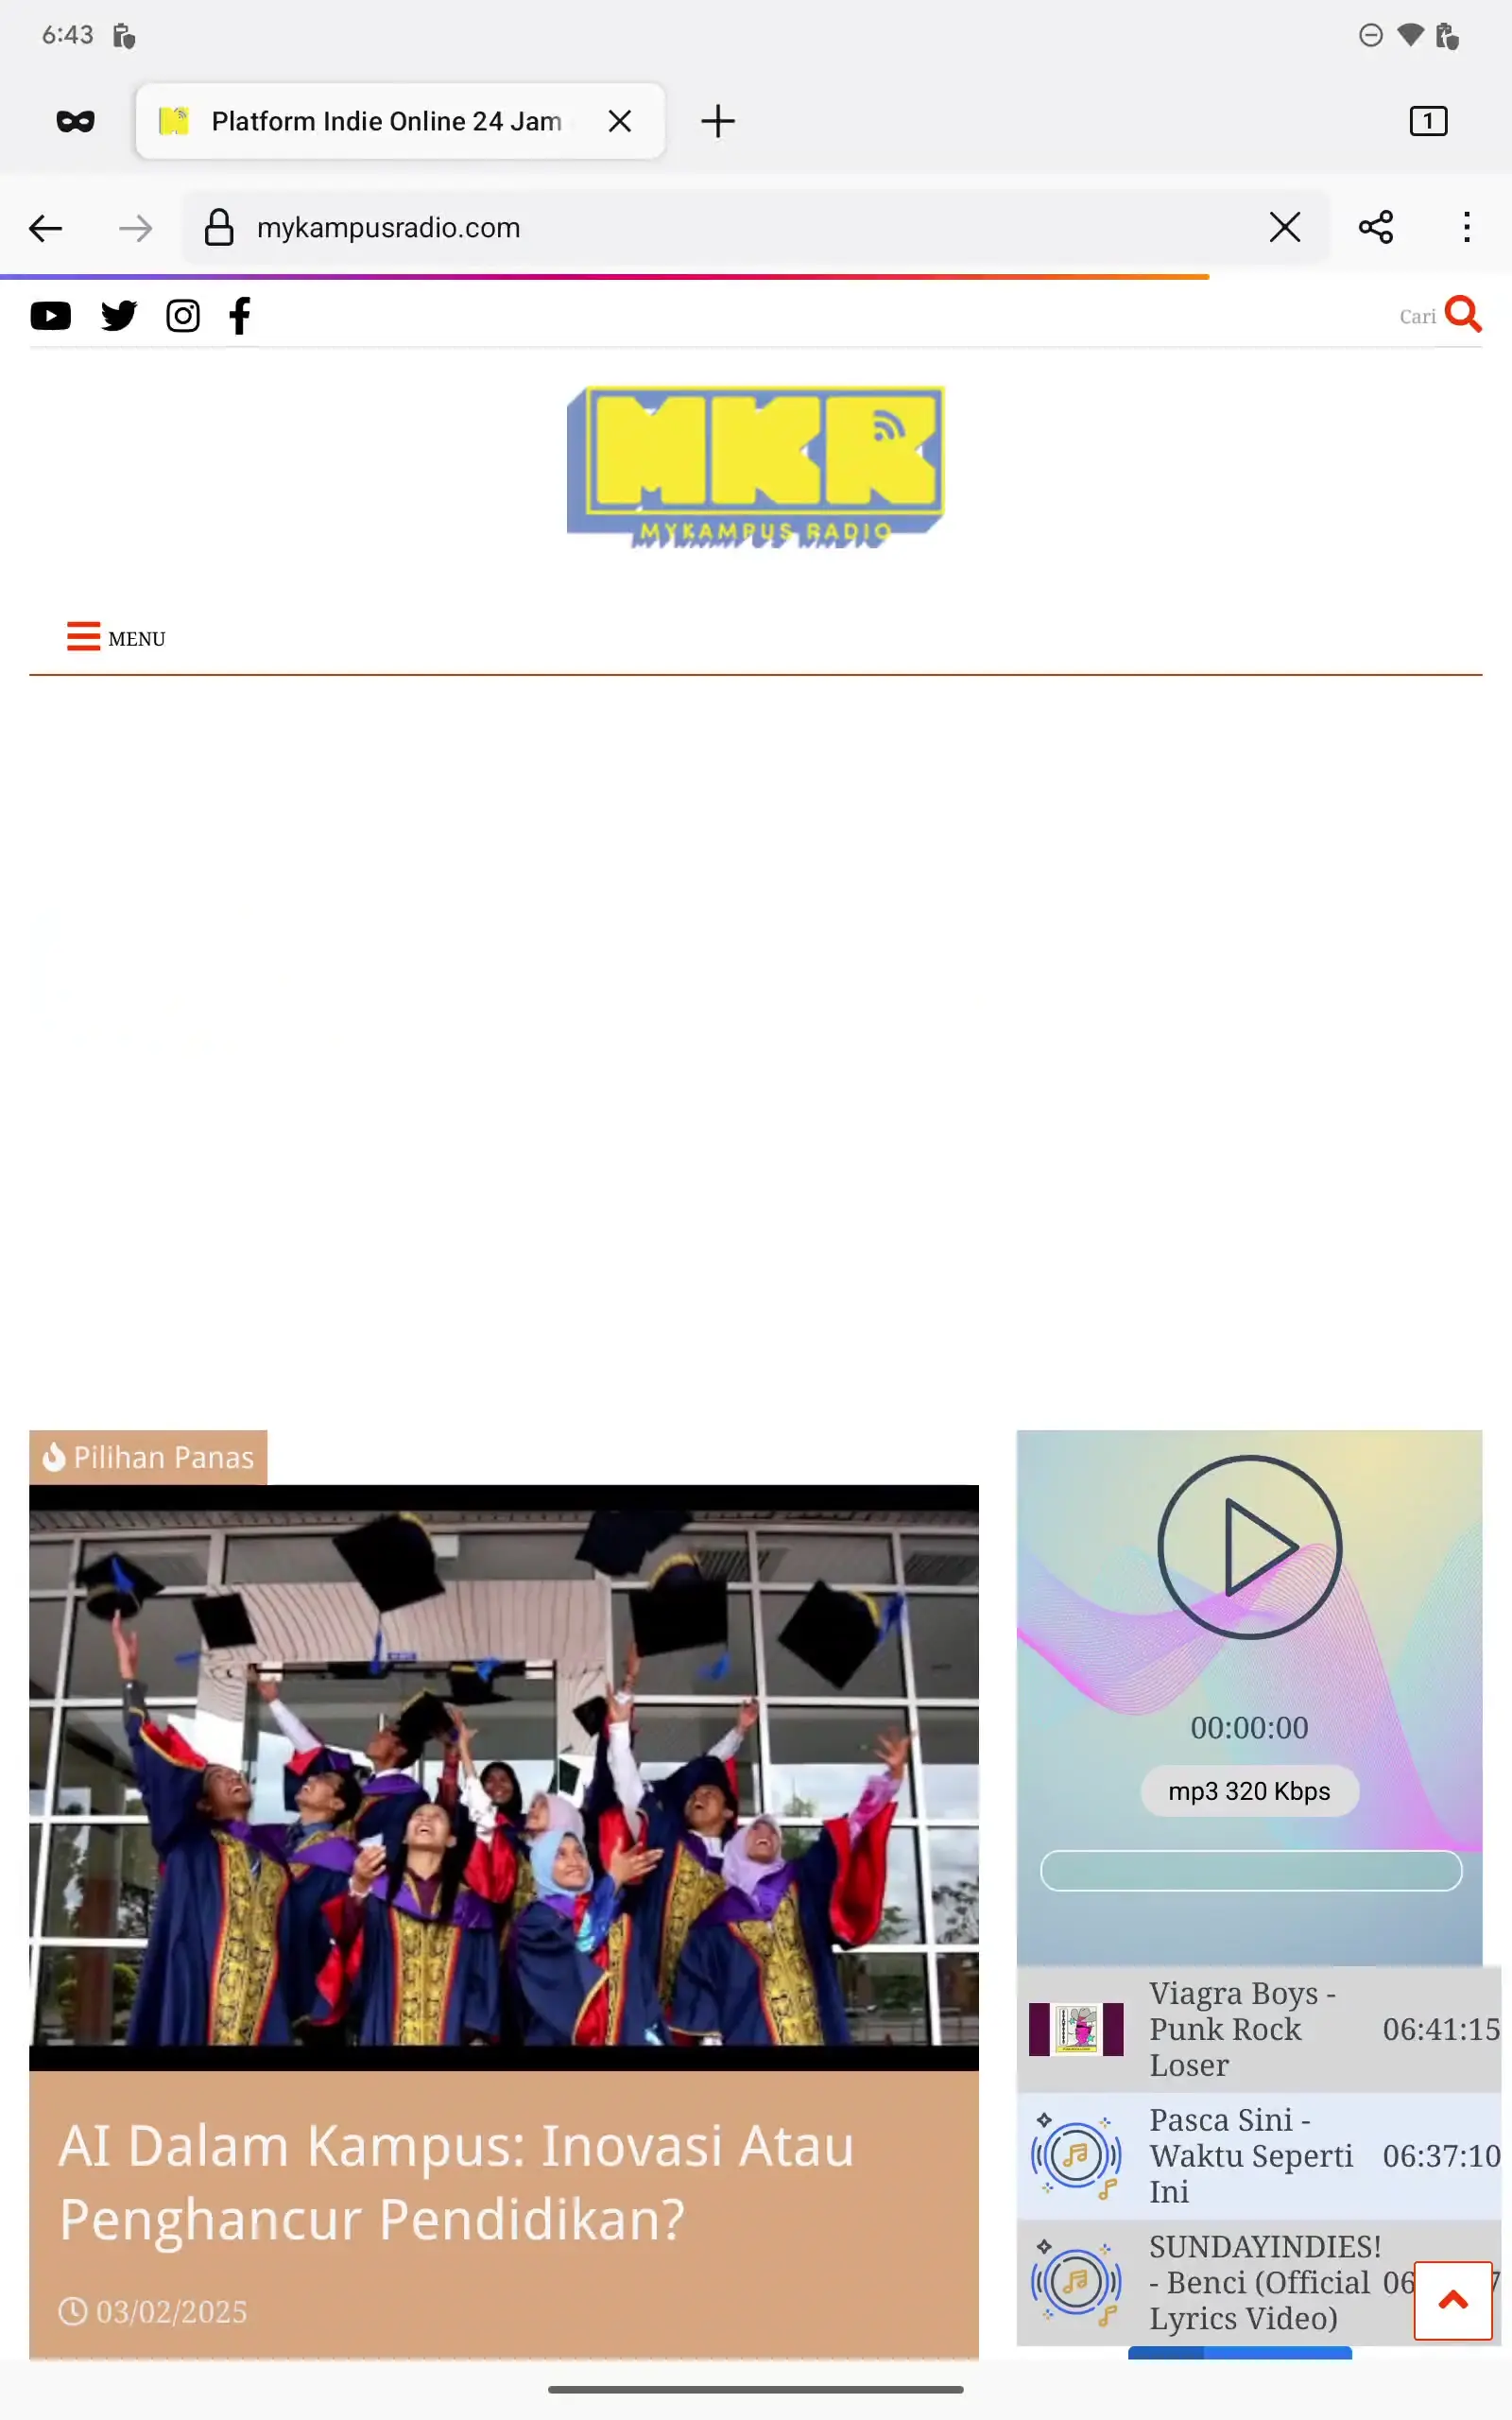 6:43
Platform Indie Online 24 Jam
1
mykampusradio.com
Cari
MKR
MYKAMPUS RADIO
MENU
Pilihan Panas
AI Dalam Kampus: Inovasi Atau
Penghancur Pendidikan?
03/02/2025
00:00:00
mp3 320 Kbps
Viagra Boys -
Punk Rock
Loser
06:41:15
Pasca Sini -
Waktu Seperti
Ini
06:37:10
SUNDAYINDIES!
- Benci (Official
Lyrics Video)